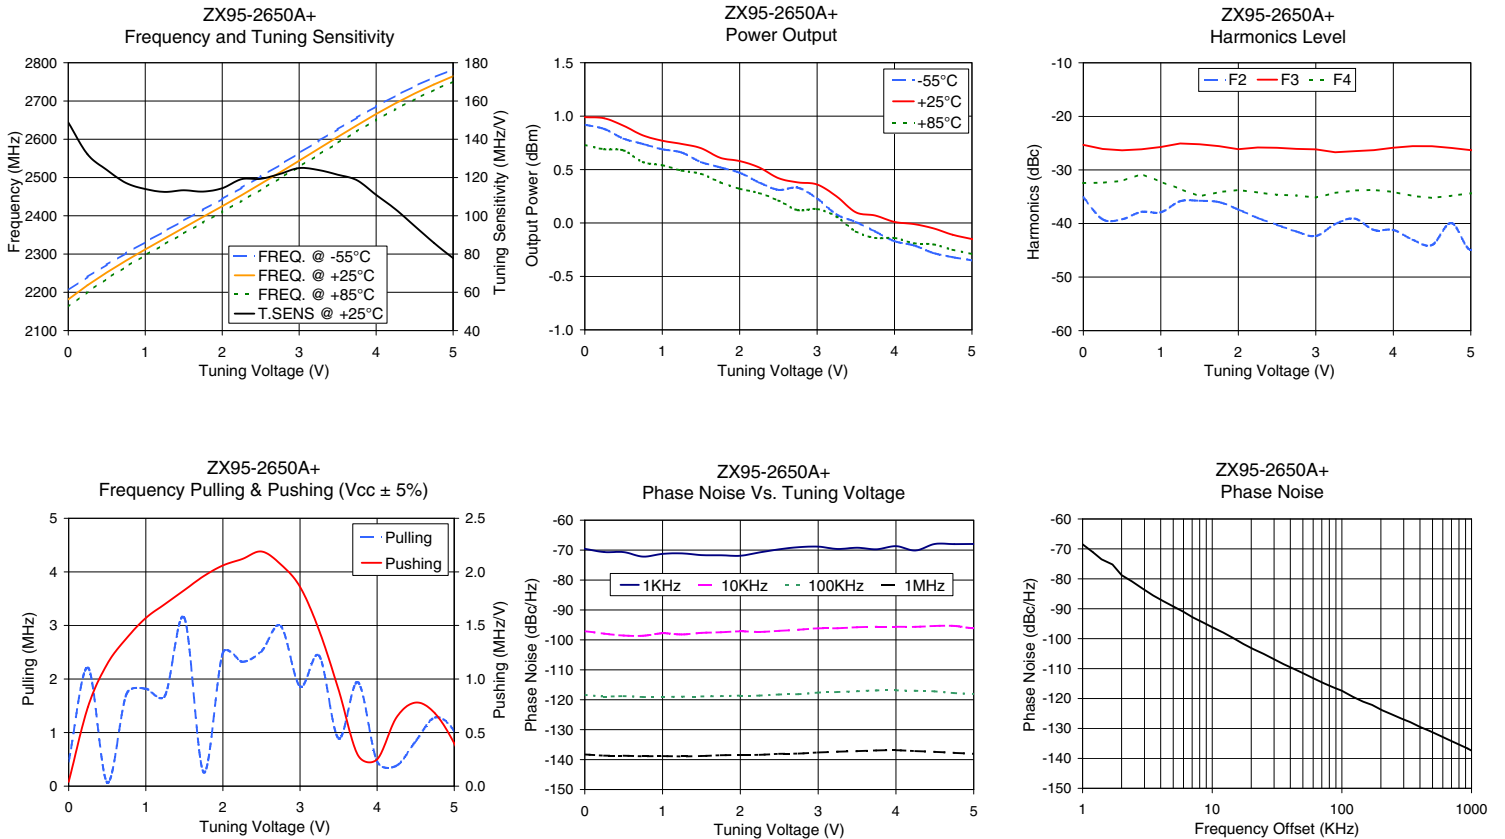 ZX95-2650A+
Frequency and Tuning Sensitivity
2800
2700
2600
2500
2400
2300
2200
2100
Frequency (MHz)
180
160
140
120
100
80
60
40
Tuning Sensitivity (MHz/V)
FREQ. @ -55°C
FREQ. @ +25°C
FREQ. @ +85°C
T.SENS @ +25°C
0 1 2 3 4 5
Tuning Voltage (V)
ZX95-2650A+
Power Output
1.5
1.0
0.5
0.0
-0.5
-1.0
Output Power (dBm)
-55°C
+25°C
+85°C
0 1 2 3 4 5
Tuning Voltage (V)
ZX95-2650A+
Harmonics Level
-10
-20
-30
-40
-50
-60
Harmonics (dBc)
F2 F3 F4
0 1 2 3 4 5
Tuning Voltage (V)
ZX95-2650A+
Frequency Pulling & Pushing (Vcc ± 5%)
5
4
3
2
1
0
Pulling (MHz)
2.5
2.0
1.5
1.0
0.5
0.0
Pushing (MHz/V)
Pulling
Pushing
0 1 2 3 4 5
Tuning Voltage (V)
ZX95-2650A+
Phase Noise Vs. Tuning Voltage
-60
-70
-80
-90
-100
-110
-120
-130
-140
-150
Phase Noise (dBc/Hz)
1KHz 10KHz 100KHz 1MHz
0 1 2 3 4 5
Tuning Voltage (V)
ZX95-2650A+
Phase Noise
-60
-70
-80
-90
-100
-110
-120
-130
-140
-150
Phase Noise (dBc/Hz)
1 10 100 1000
Frequency Offset (KHz)